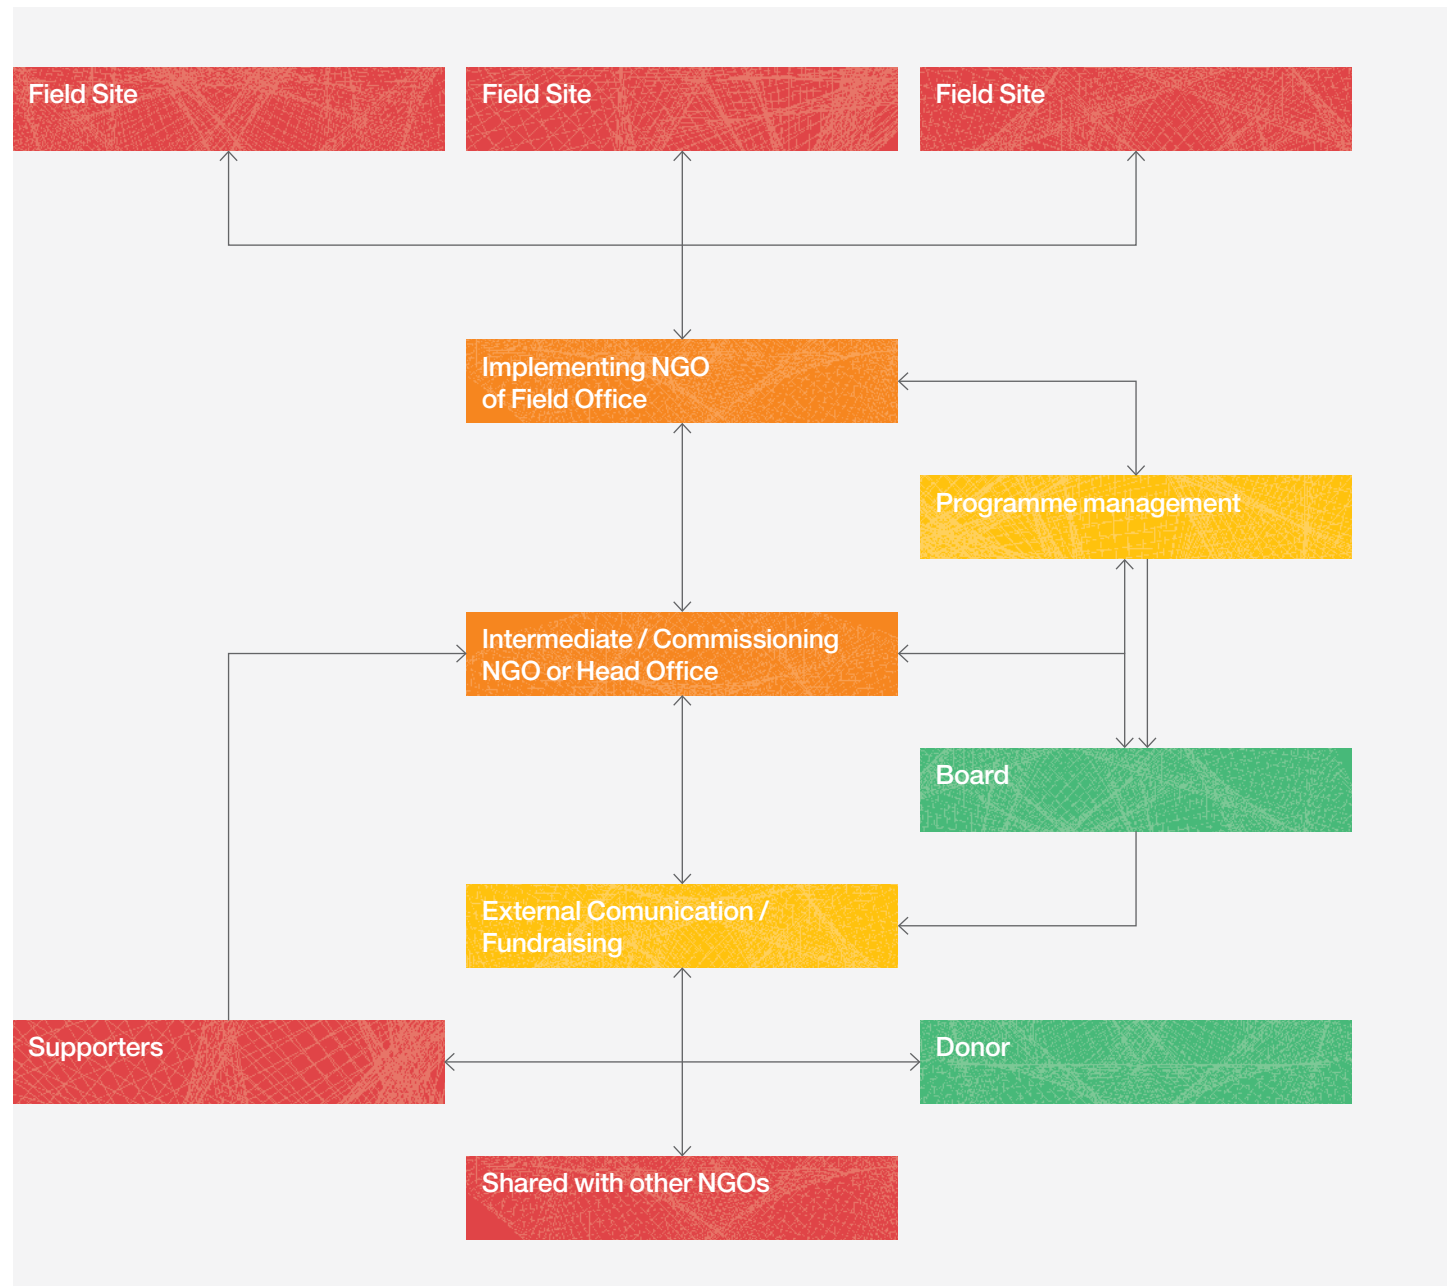 Field Site
Field Site
Field Site
Implementing NGO
of Field Office
Programme management
Intermediate / Commissioning
NGO or Head Office
Board
External Comunication /
Fundraising
Supporters
Donor
Shared with other NGOs